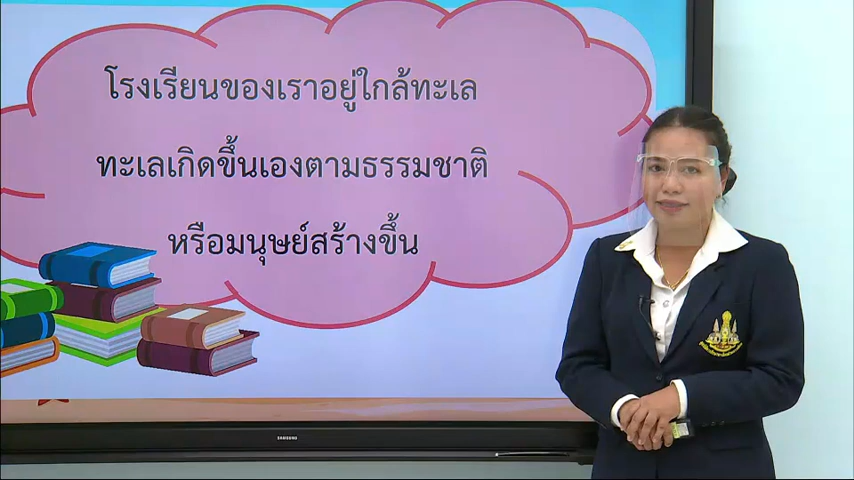 โรงเรียนของเราอยู่ใกล้ทะเล
ทะเลเกิดขึ้นเองตามธรรมชาติ
หรือมนุษย์สร้างขึ้น
SAMSUNG